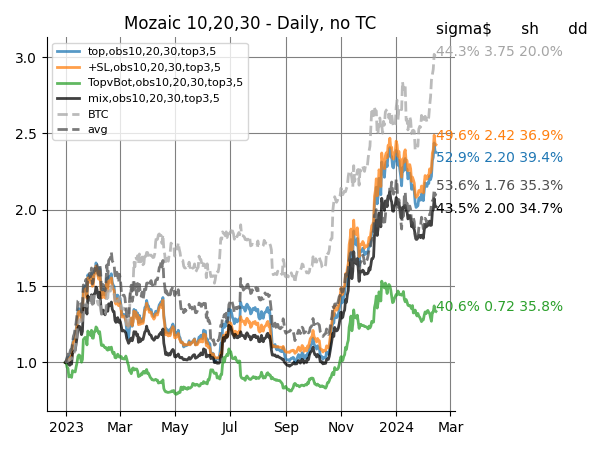 Mozaic 10,20,30 - Daily, no TC
sigma$ sh dd
44.3% 3.75 20.0%
49.6% 2.42 36.9%
52.9% 2.20 39.4%
53.6% 1.76 35.3%
43.5% 2.00 34.7%
40.6% 0.72 35.8%
top,obs10,20,30,top3,5
+SL,obs10,20,30,top3,5
TopvBot,obs10,20,30,top3,5
mix,obs10,20,30,top3,5
BTC
avg
3.0
2.5
2.0
1.5
1.0
2023 Mar May Jul Sep Nov 2024 Mar